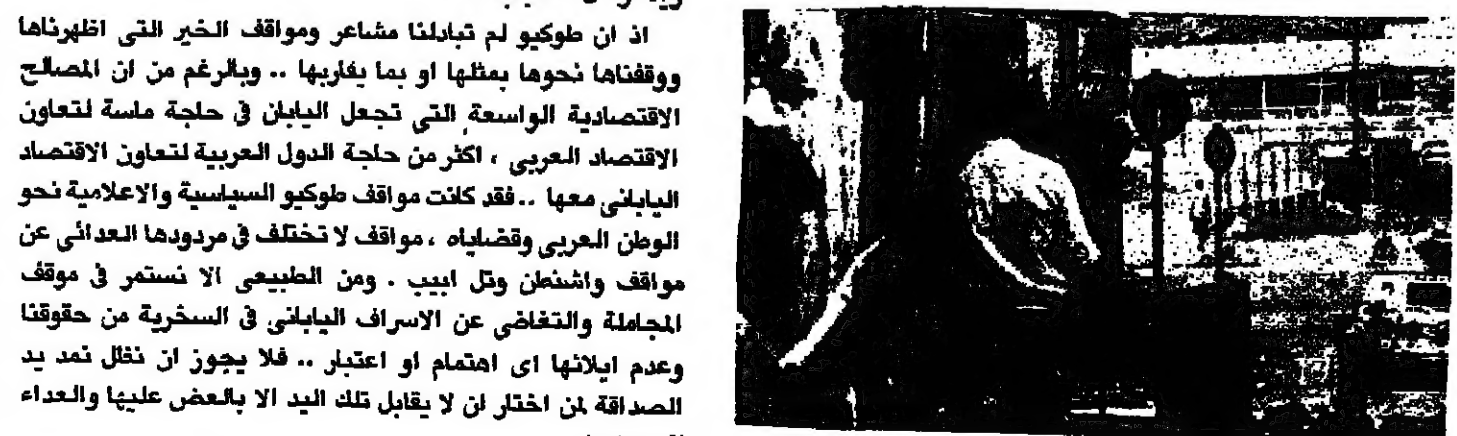 اذ ان طوكيو لم تبادلنا مشاعر ومواقف الخير التى اظهرناها
ووقفناها نحوها بمثلها او بما يقاربها .. وبالرغم من ان المصالح
الاقتصادية الواسعة التى تجعل اليابان في حاجة ماسة لتعاون
الاقتصاد العربى ، اكثر من حاجة الدول العربية لتعاون الاقتصاد
اليابانى معها .. فقد كانت مواقف طوكيو السياسية والاعلامية نحو
الوطن العربى وقضاياه ، مواقف لا تختلف في مردودها العدائى عن
مواقف واشنطن وتل ابيب . ومن الطبيعى الا نستمر في موقف
المجاملة والتغاضى عن الاسراف اليابانى في السخرية من حقوقنا
وعدم ايلائها اى اهتمام او اعتبار .. فلا يجوز ان نظل نمد يد
الصداقة لمن اختار ان لا يقابل تلك اليد الا بالعض عليها والعداء